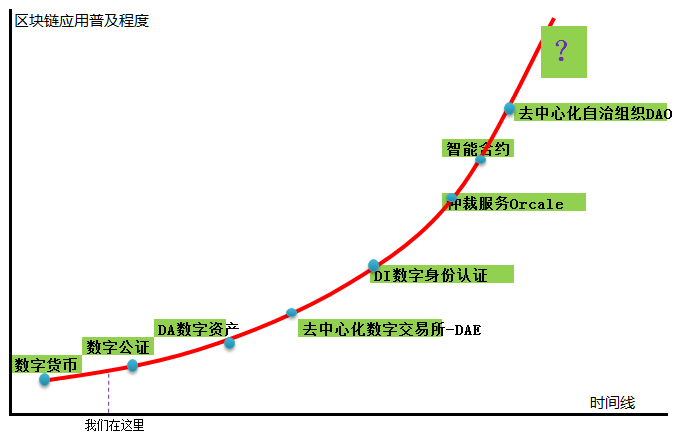 区块链应用普及程度
?
去中心化自治组织DAO
智能合约
仲裁服务Orcale
DI数字身份认证
DA数字资产
去中心化数字交易所-DAE
数字公证
数字货币
时间线
我们在这里